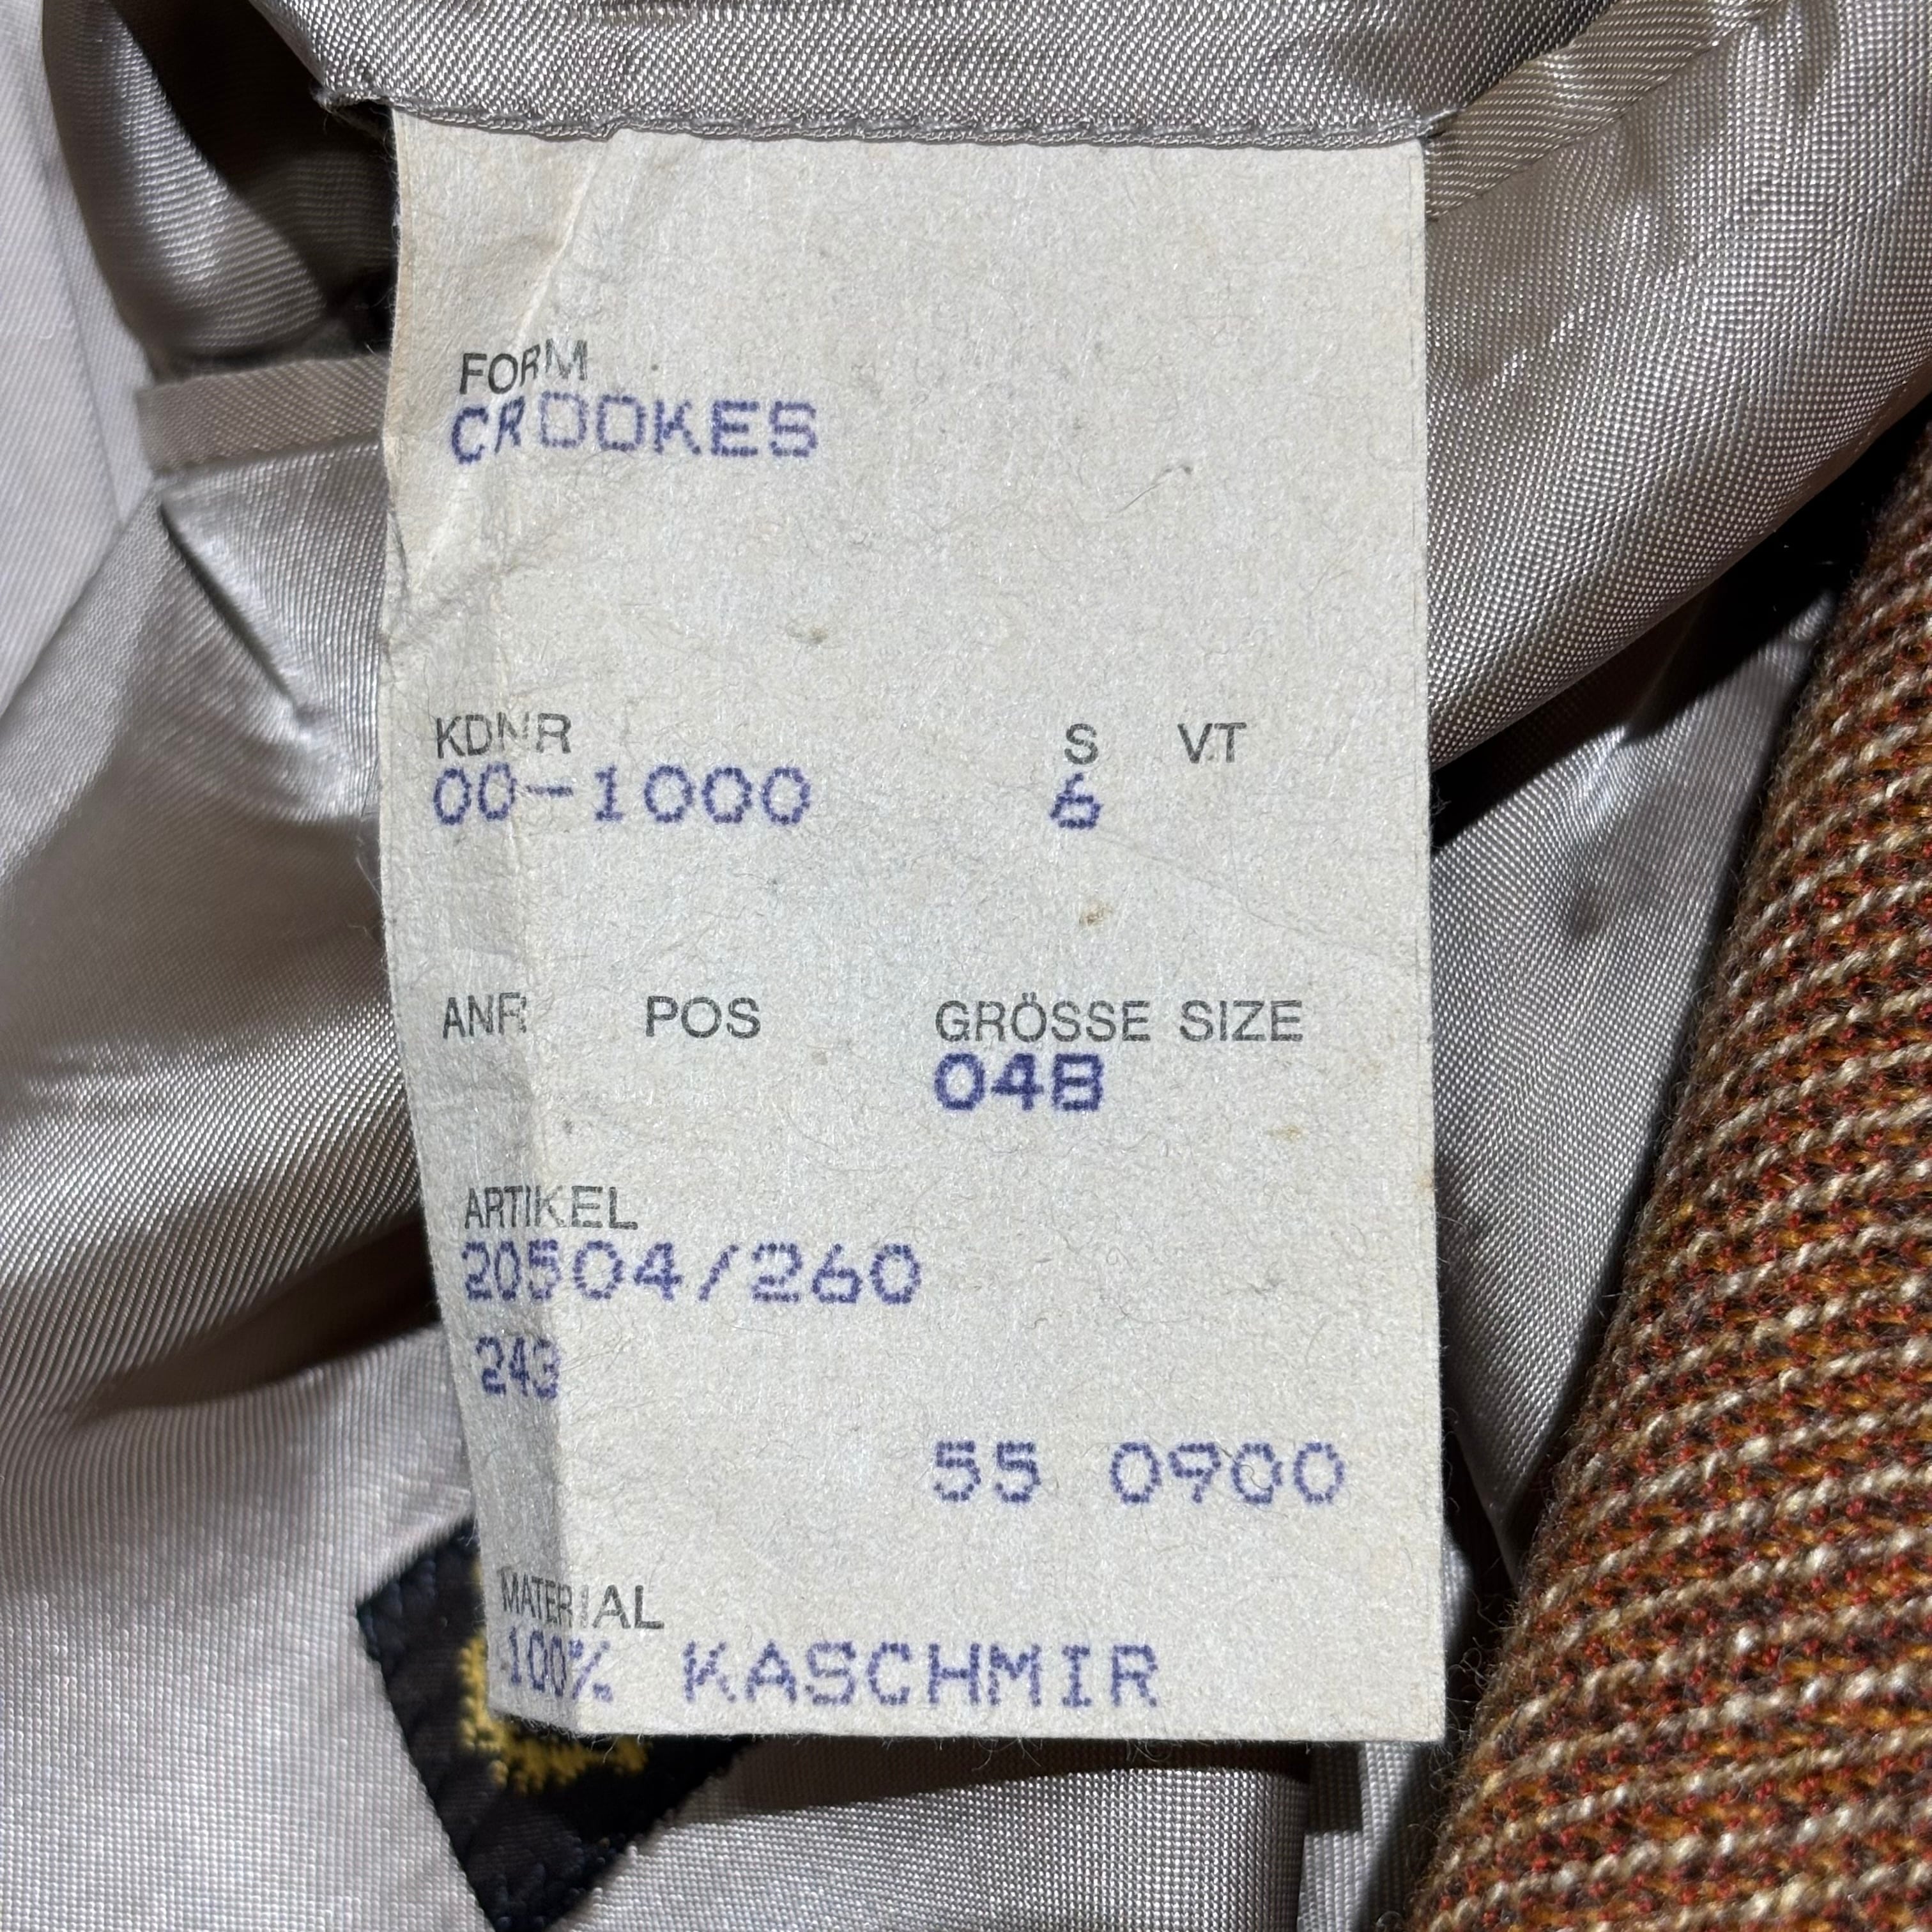 FORM
CROOKES
KDNR S VT
00-1000 6
ANR POS GRÖSSE SIZE
048
ARTIKEL
20504/260
243
55 0900
MATERIAL
100% KASCHMIR